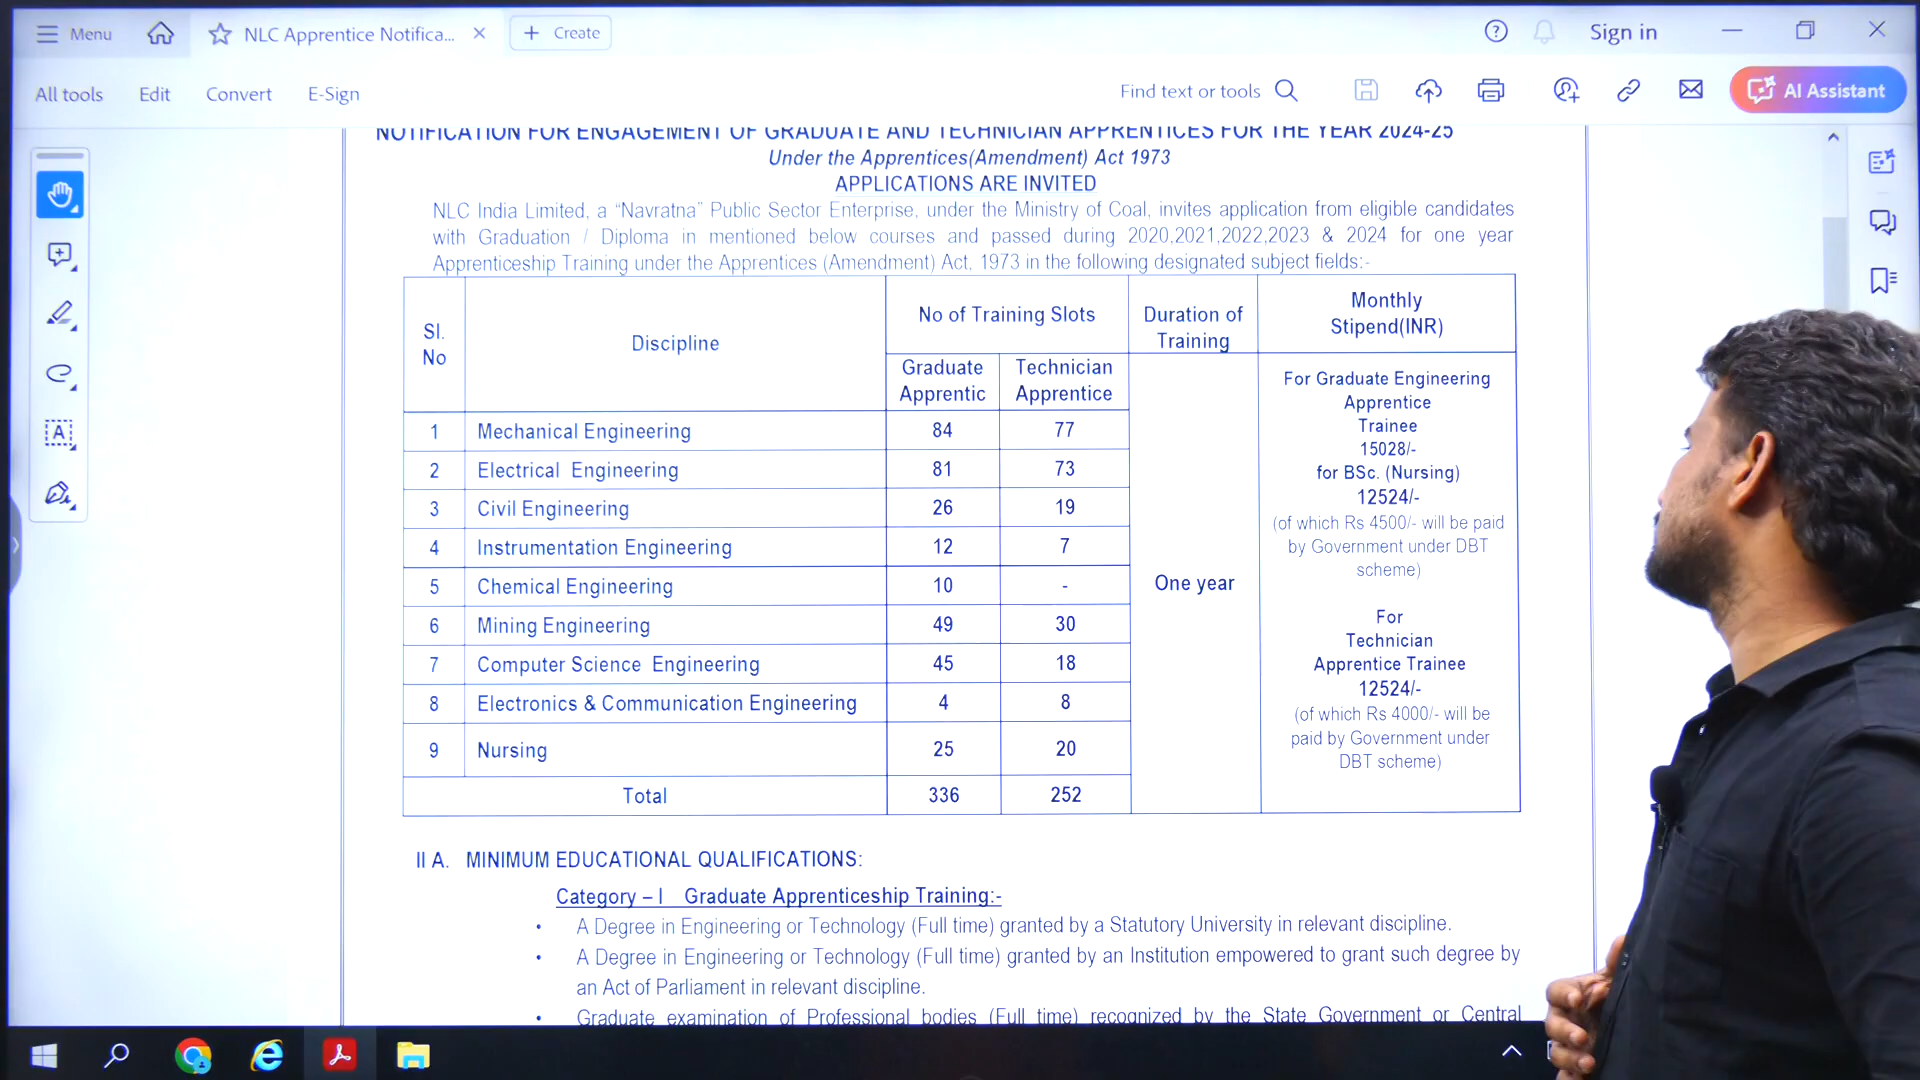 Menu
NLC Apprentice Notifica...
Create
Sign in
All tools
Edit
Convert
E-Sign
Find text or tools
AI Assistant
NOTIFICATION FOR ENGAGEMENT OF GRADUATE AND TECHNICIAN APPRENTICES FOR THE YEAR 2024-25
Under the Apprentices(Amendment) Act 1973
APPLICATIONS ARE INVITED
NLC India Limited, a “Navratna” Public Sector Enterprise, under the Ministry of Coal, invites application from eligible candidates
with Graduation / Diploma in mentioned below courses and passed during 2020,2021,2022,2023 & 2024 for one year
Apprenticeship Training under the Apprentices (Amendment) Act, 1973 in the following designated subject fields:-
Sl. No
Discipline
No of Training Slots
Duration of Training
Monthly Stipend(INR)
Graduate Apprentic
Technician Apprentice
1 Mechanical Engineering 84 77
2 Electrical Engineering 81 73
3 Civil Engineering 26 19
4 Instrumentation Engineering 12 7
5 Chemical Engineering 10 -
6 Mining Engineering 49 30
7 Computer Science Engineering 45 18
8 Electronics & Communication Engineering 4 8
9 Nursing 25 20
Total 336 252
One year
For Graduate Engineering
Apprentice
Trainee
15028/-
for BSc. (Nursing)
12524/-
(of which Rs 4500/- will be paid
by Government under DBT
scheme)
For
Technician
Apprentice Trainee
12524/-
(of which Rs 4000/- will be
paid by Government under
DBT scheme)
II A. MINIMUM EDUCATIONAL QUALIFICATIONS:
Category – I Graduate Apprenticeship Training:-
• A Degree in Engineering or Technology (Full time) granted by a Statutory University in relevant discipline.
• A Degree in Engineering or Technology (Full time) granted by an Institution empowered to grant such degree by
an Act of Parliament in relevant discipline.
• Graduate examination of Professional bodies (Full time) recognized by the State Government or Central